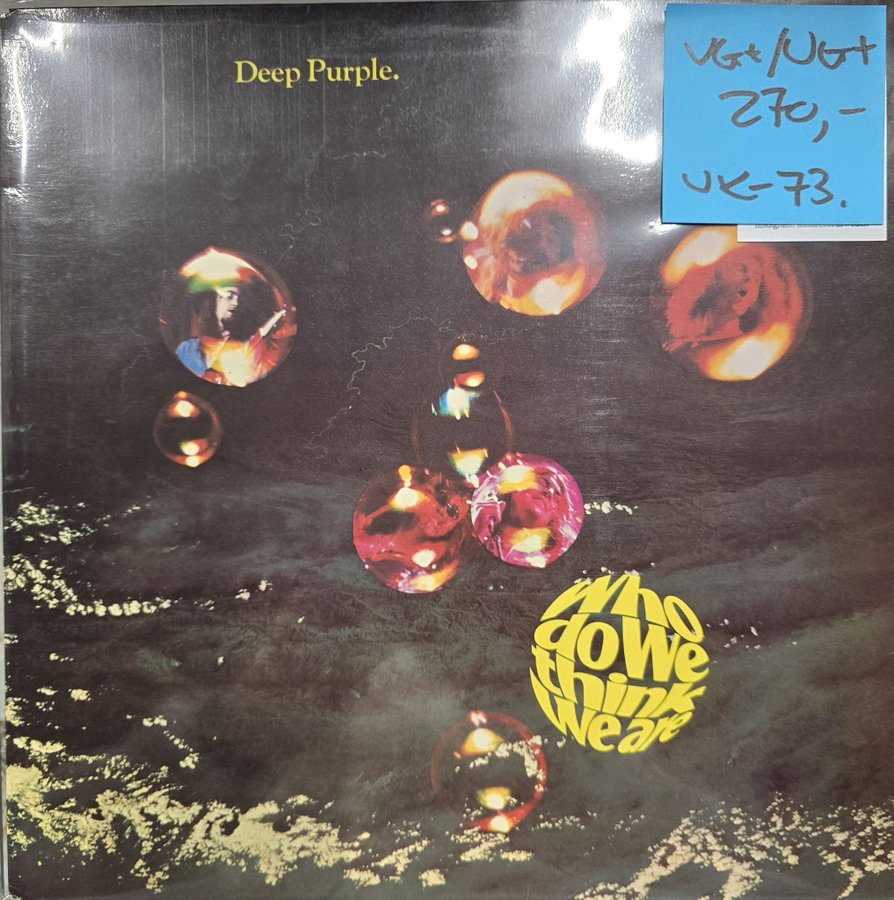 Deep Purple.
VG+/VG+
270,-
UK-73.
Who
do We
think
We are